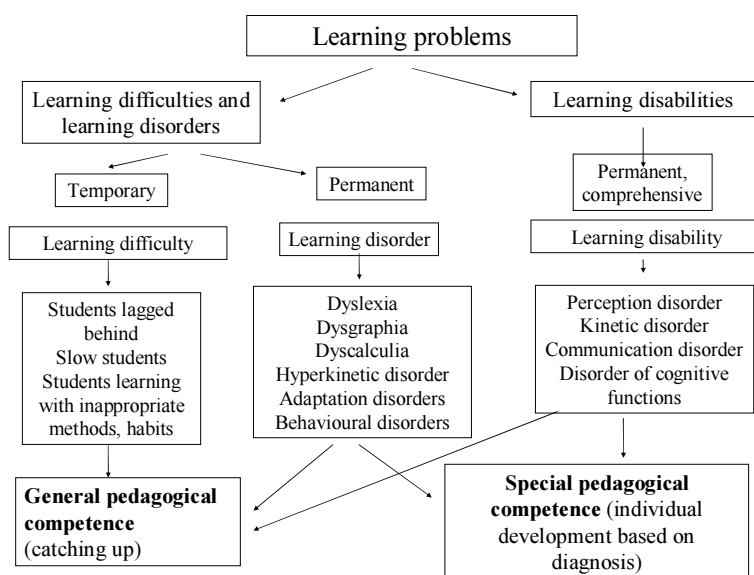 Learning problems
Learning difficulties and
learning disorders
Learning disabilities
Temporary
Permanent
Permanent,
comprehensive
Learning difficulty
Learning disorder
Learning disability
Students lagged
behind
Slow students
Students learning
with inappropriate
methods, habits
Dyslexia
Dysgraphia
Dyscalculia
Hyperkinetic disorder
Adaptation disorders
Behavioural disorders
Perception disorder
Kinetic disorder
Communication disorder
Disorder of cognitive
functions
General pedagogical
competence
(catching up)
Special pedagogical
competence (individual
development based on
diagnosis)